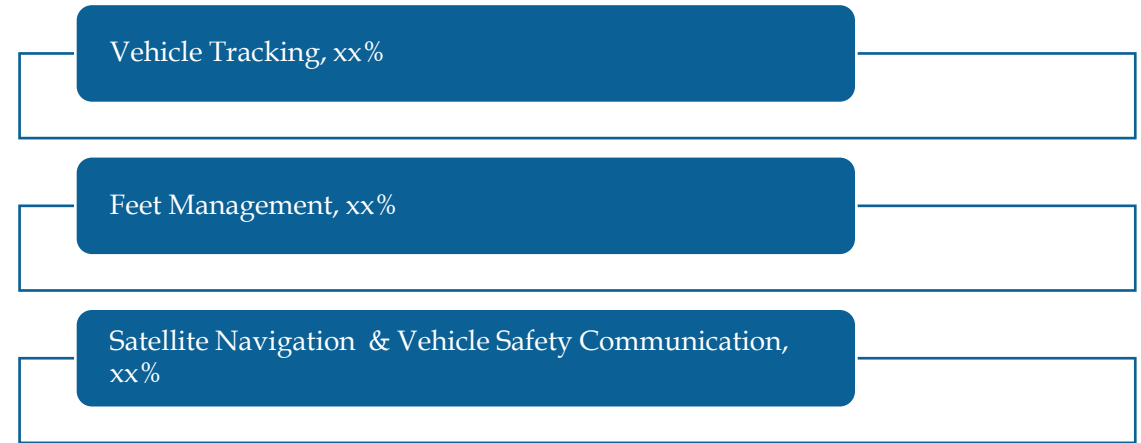 Vehicle Tracking, xx%
Feet Management, xx%
Satellite Navigation & Vehicle Safety Communication,
xx%